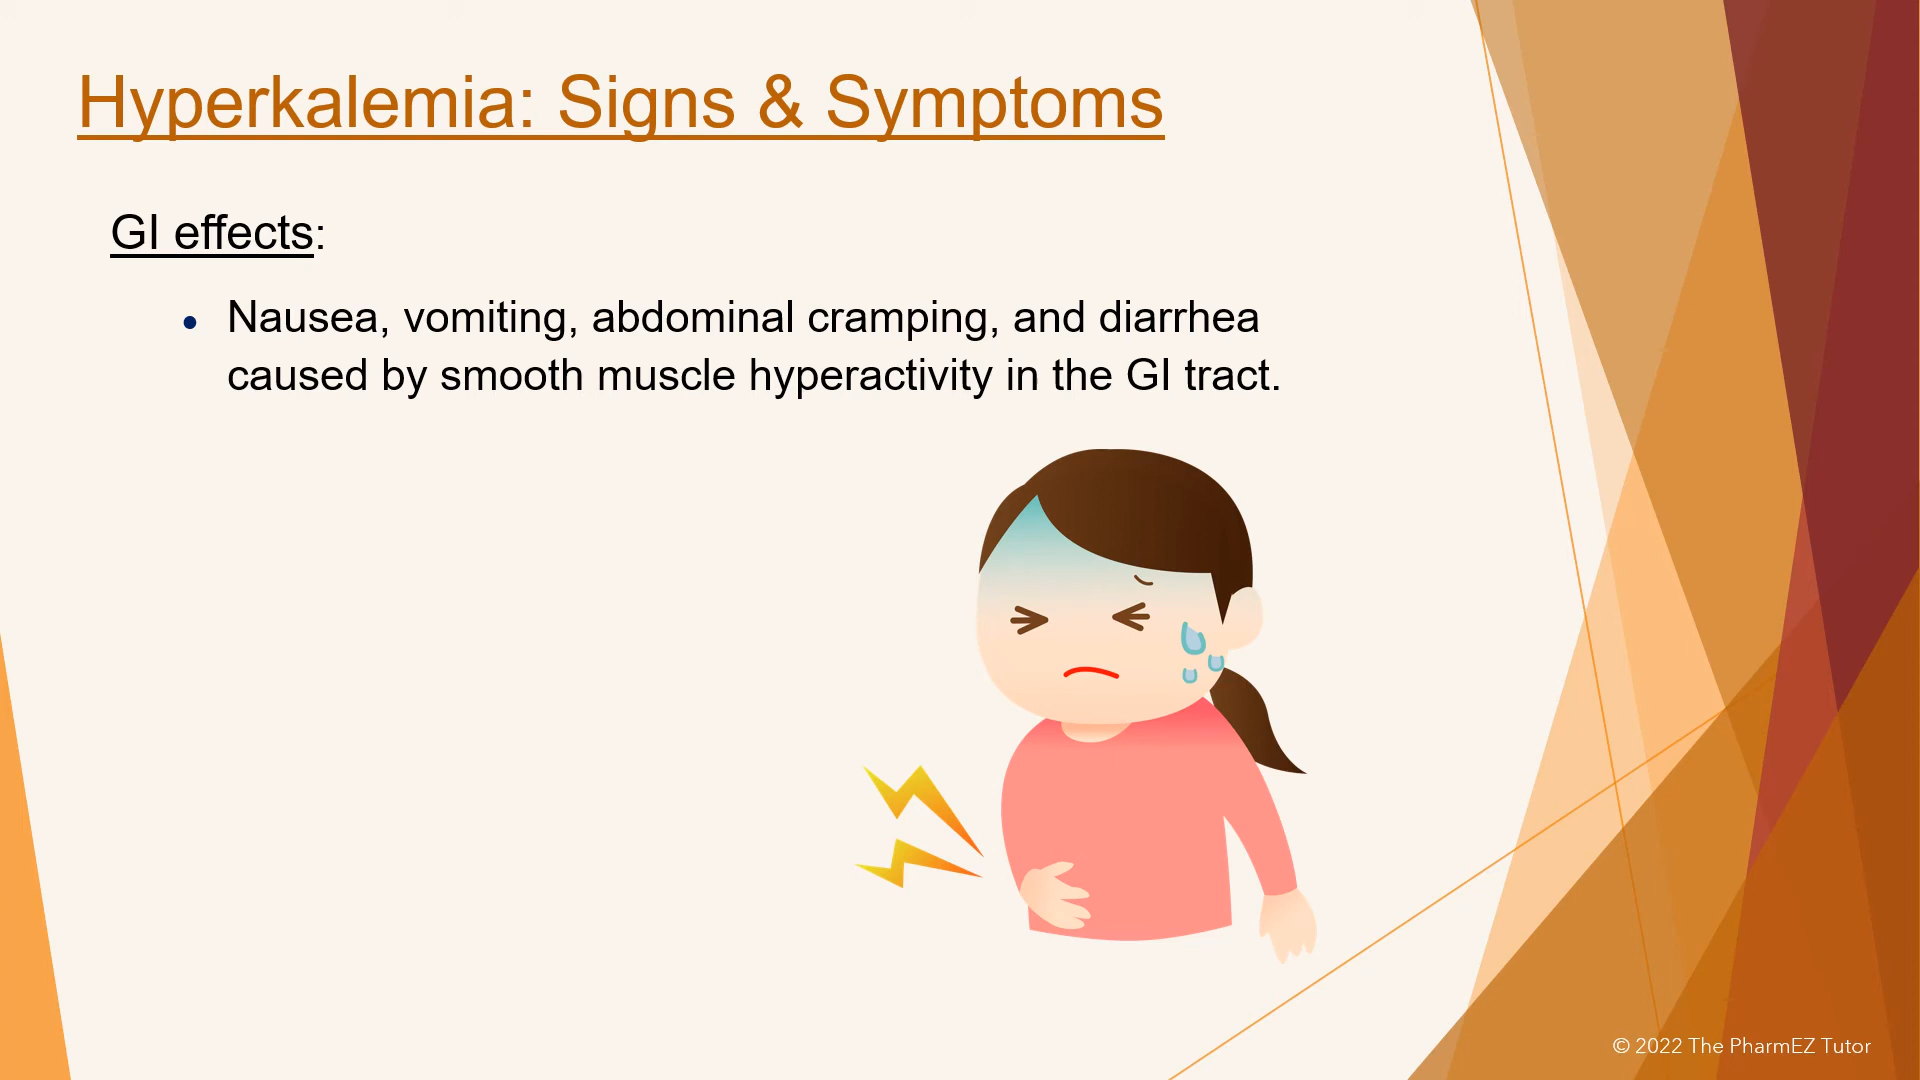 Hyperkalemia: Signs & Symptoms
GI effects:
• Nausea, vomiting, abdominal cramping, and diarrhea
caused by smooth muscle hyperactivity in the GI tract.
© 2022 The PharmEZ Tutor